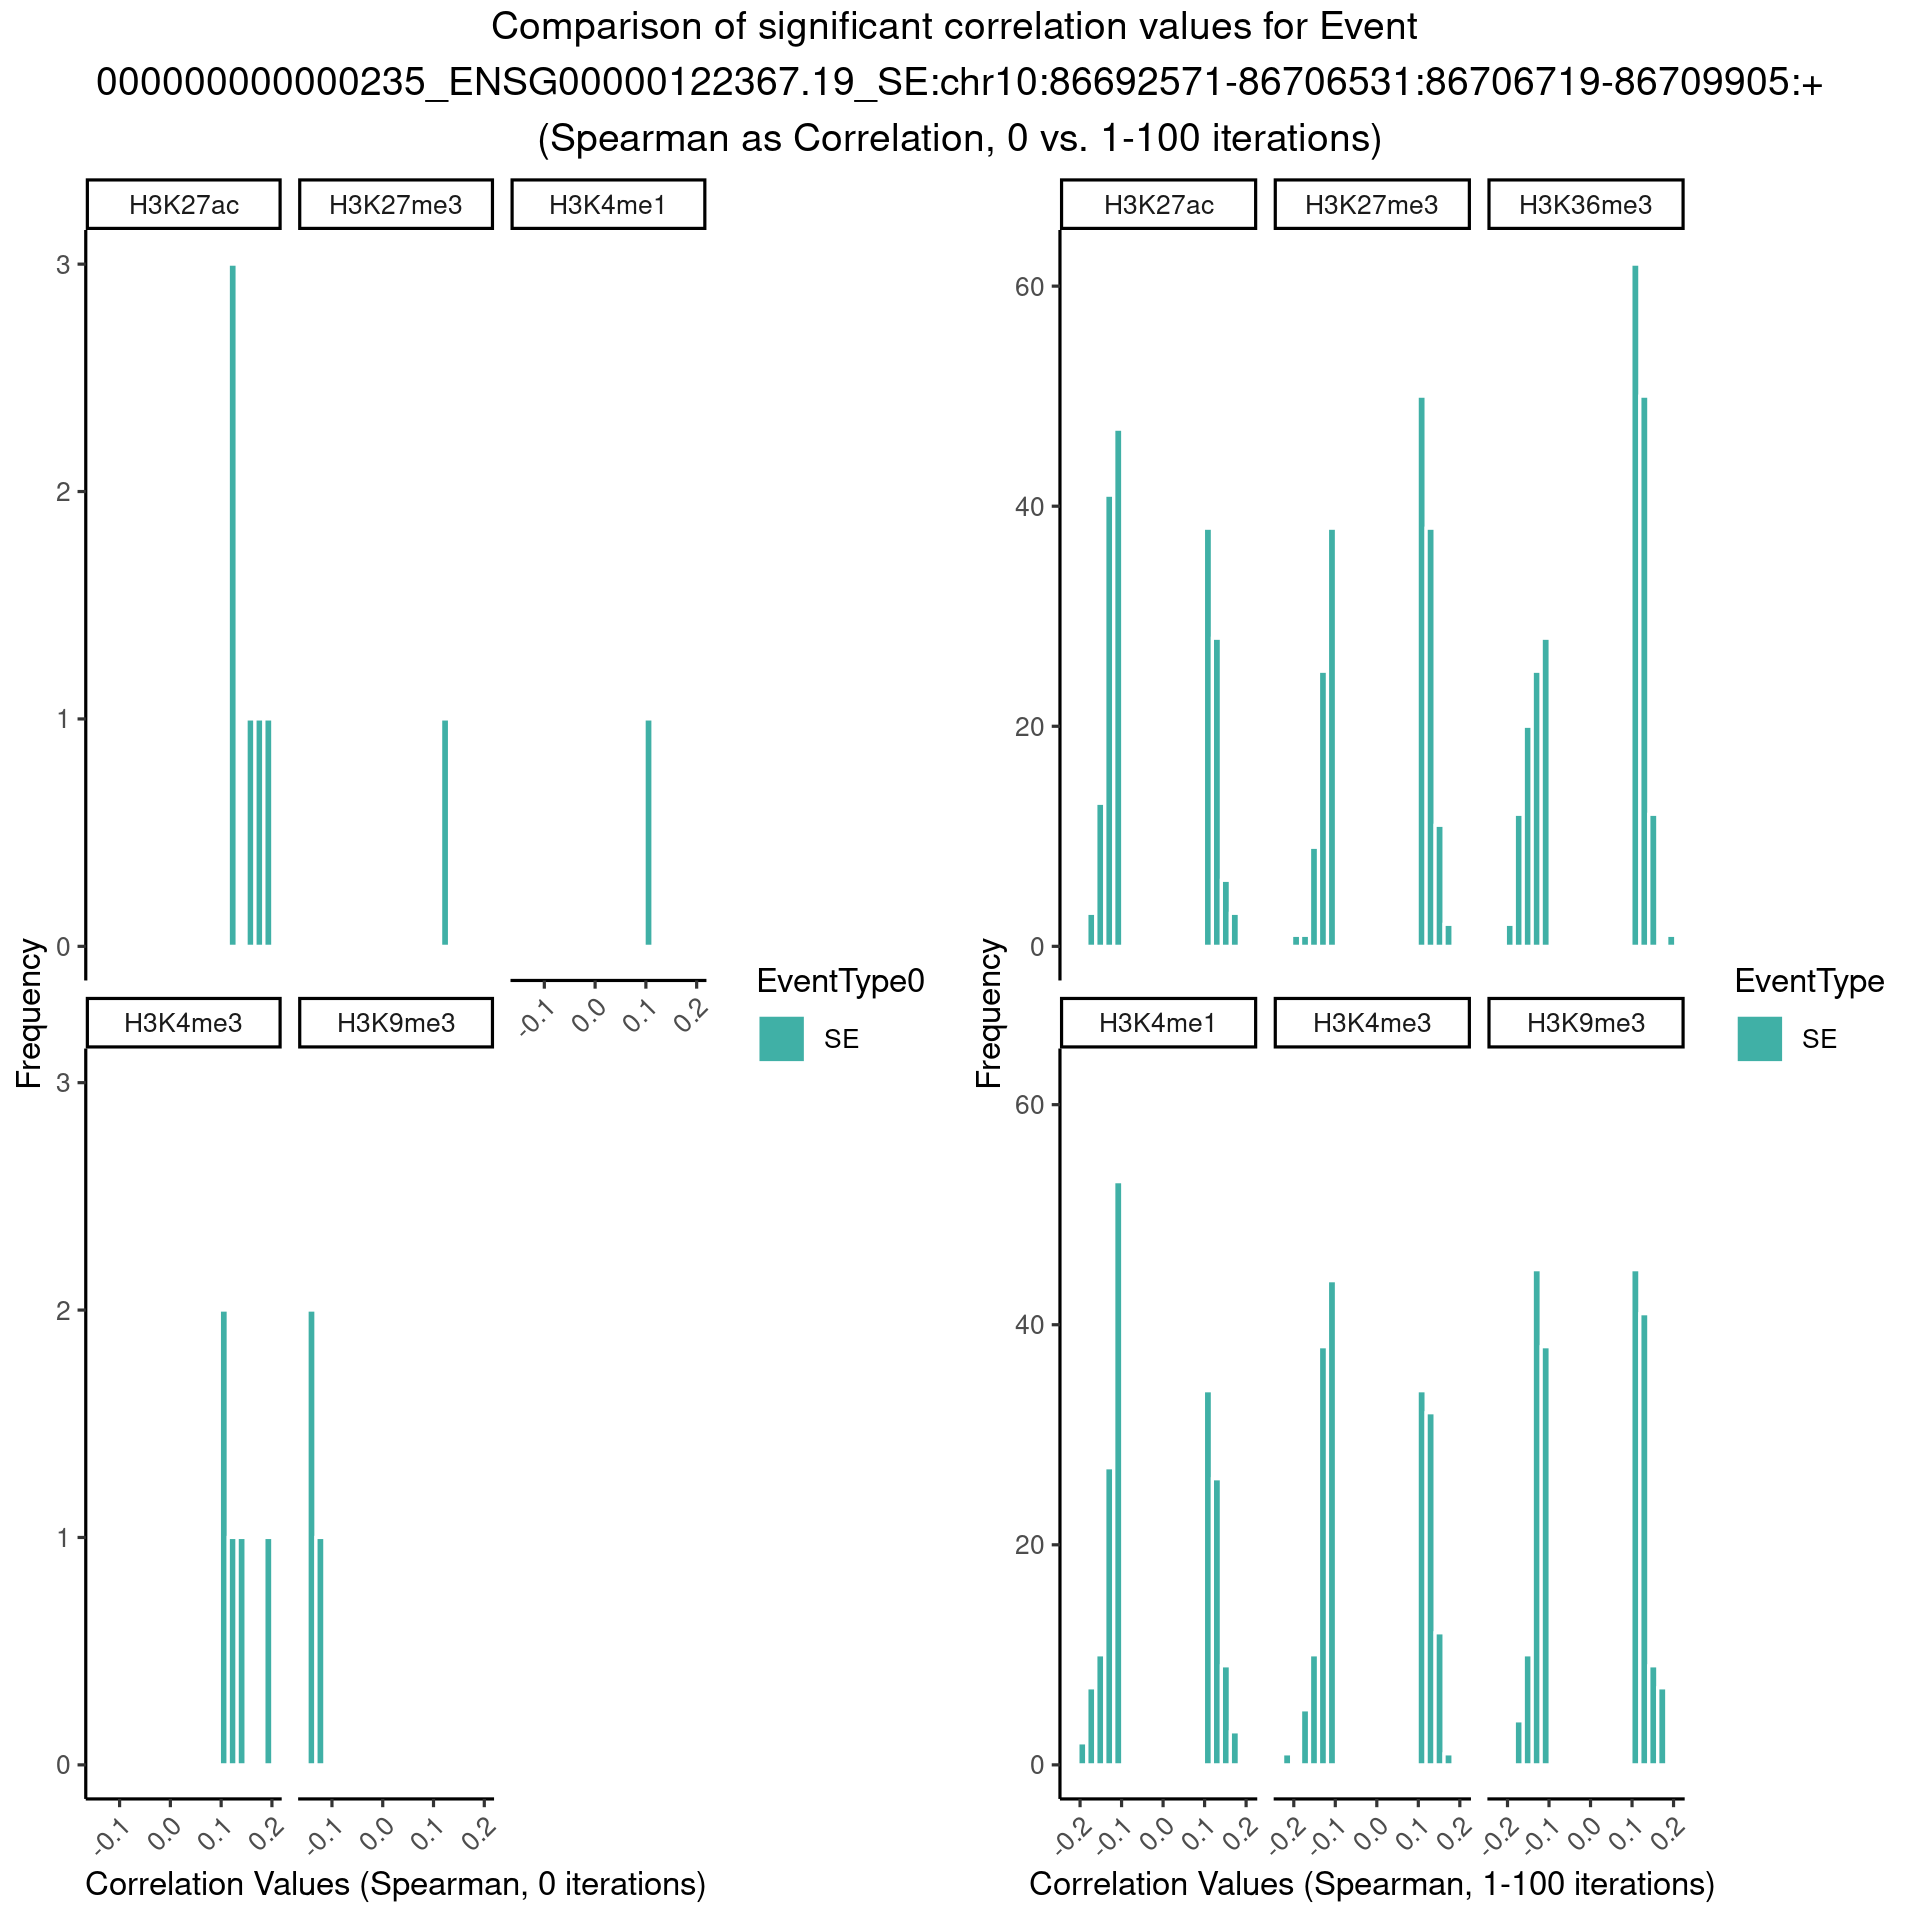 Comparison of significant correlation values for Event
000000000000235_ENSG00000122367.19_SE:chr10:86692571-86706531:86706719-86709905:+
(Spearman as Correlation, 0 vs. 1-100 iterations)
H3K27ac
H3K27me3
H3K4me1
3
2
1
0
-0.1
0.0
0.1
0.2
H3K4me3
H3K9me3
3
2
1
0
-0.1
0.0
0.1
0.2
-0.1
0.0
0.1
0.2
Frequency
Correlation Values (Spearman, 0 iterations)
EventType0
SE
H3K27ac
H3K27me3
H3K36me3
60
40
20
0
H3K4me1
H3K4me3
H3K9me3
60
40
20
0
-0.2
-0.1
0.0
0.1
0.2
-0.2
-0.1
0.0
0.1
0.2
-0.2
-0.1
0.0
0.1
0.2
Frequency
Correlation Values (Spearman, 1-100 iterations)
EventType
SE